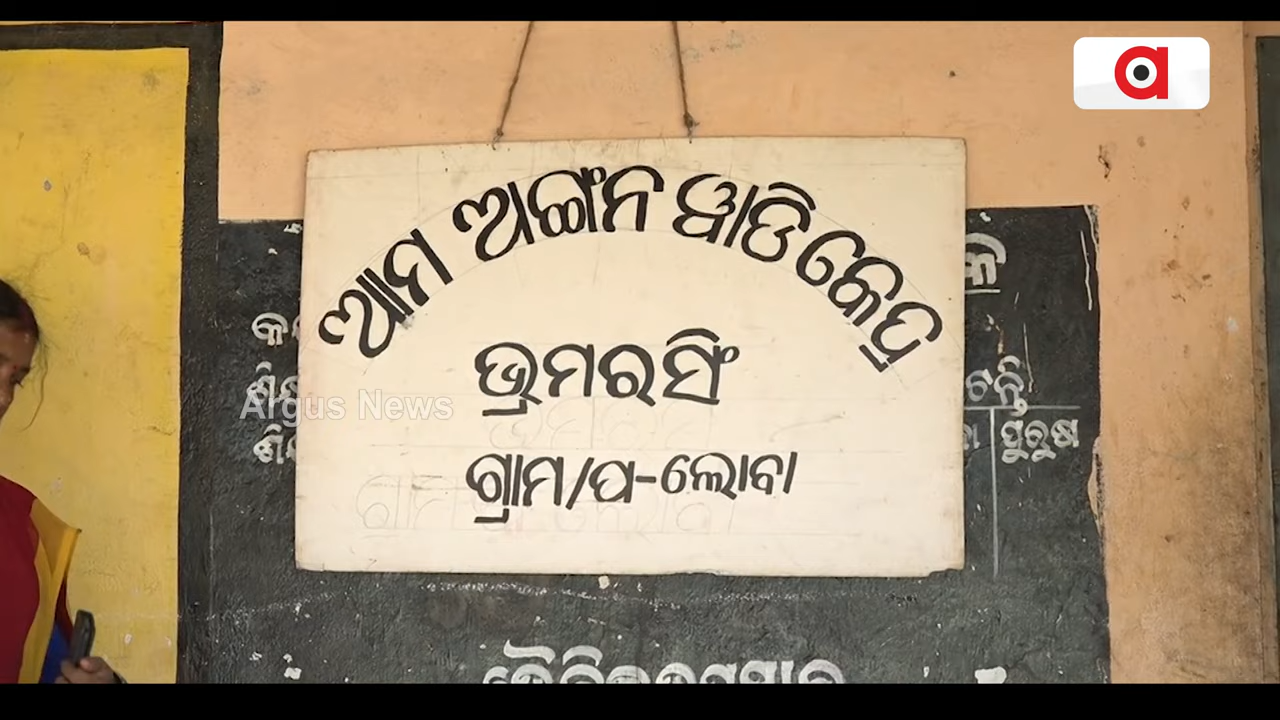 ଆମ ଅଙ୍ଗନ ୱାଡି କେନ୍ଦ୍ର
ଭ୍ରମରସିଂ
ଗ୍ରାମ/ପ-ଲୋବା
ପୁରୁଷ
Argus News